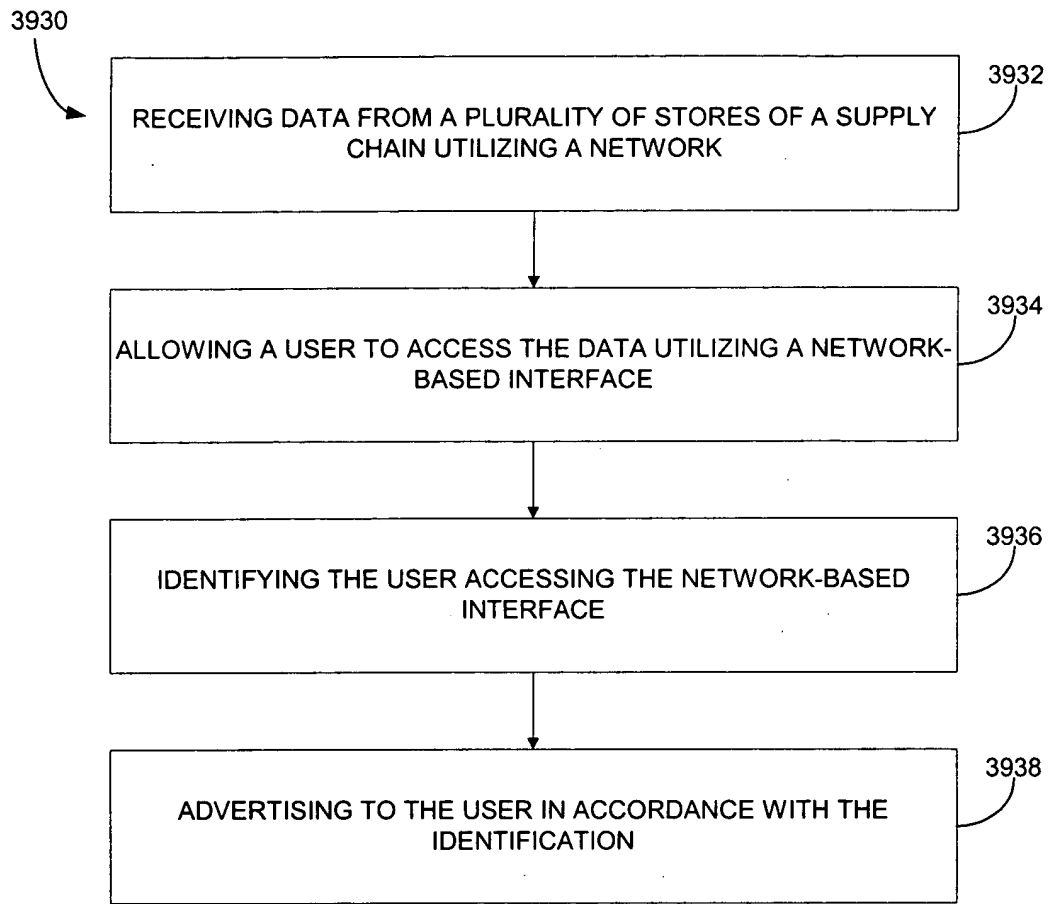 3930
3932
RECEIVING DATA FROM A PLURALITY OF STORES OF A SUPPLY
CHAIN UTILIZING A NETWORK
3934
ALLOWING A USER TO ACCESS THE DATA UTILIZING A NETWORK-
BASED INTERFACE
3936
IDENTIFYING THE USER ACCESSING THE NETWORK-BASED
INTERFACE
3938
ADVERTISING TO THE USER IN ACCORDANCE WITH THE
IDENTIFICATION